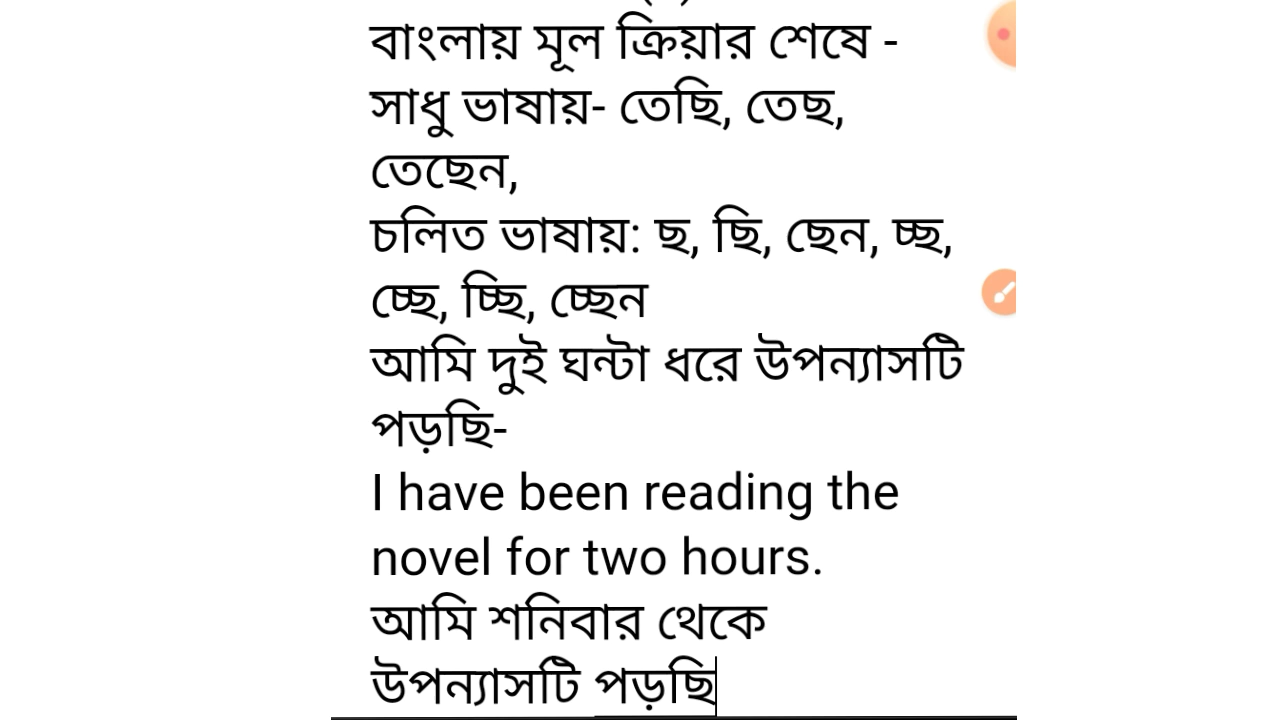 বাংলায় মূল ক্রিয়ার শেষে -
সাধু ভাষায়- তেছি, তেছ,
তেছেন,
চলিত ভাষায়: ছ, ছি, ছেন, চ্ছ,
চ্ছে, চ্ছি, চ্ছেন
আমি দুই ঘন্টা ধরে উপন্যাসটি
পড়ছি-
I have been reading the
novel for two hours.
আমি শনিবার থেকে
উপন্যাসটি পড়ছি